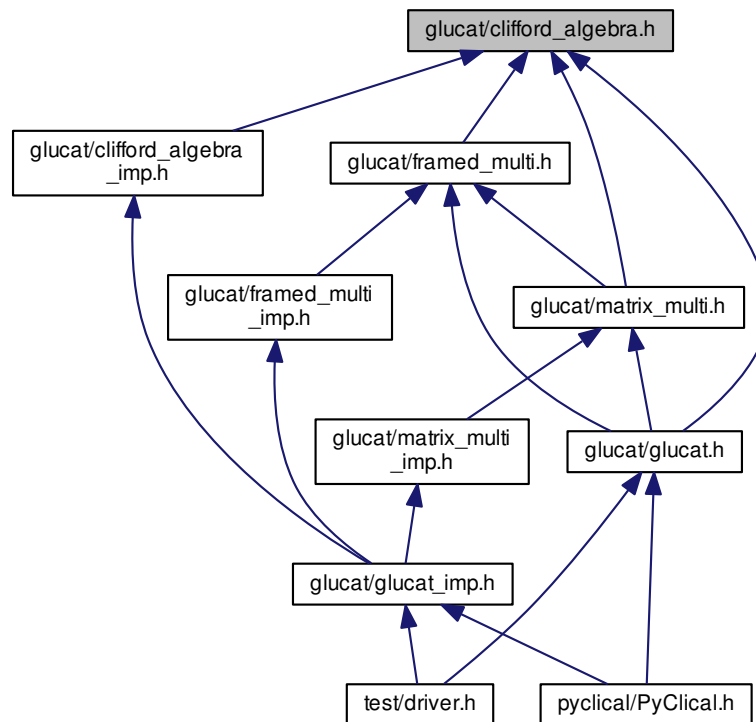 glucat/clifford_algebra.h
glucat/clifford_algebra
_imp.h
glucat/framed_multi.h
glucat/framed_multi
_imp.h
glucat/matrix_multi.h
glucat/matrix_multi
_imp.h
glucat/glucat.h
glucat/glucat_imp.h
test/driver.h
pyclical/PyClical.h